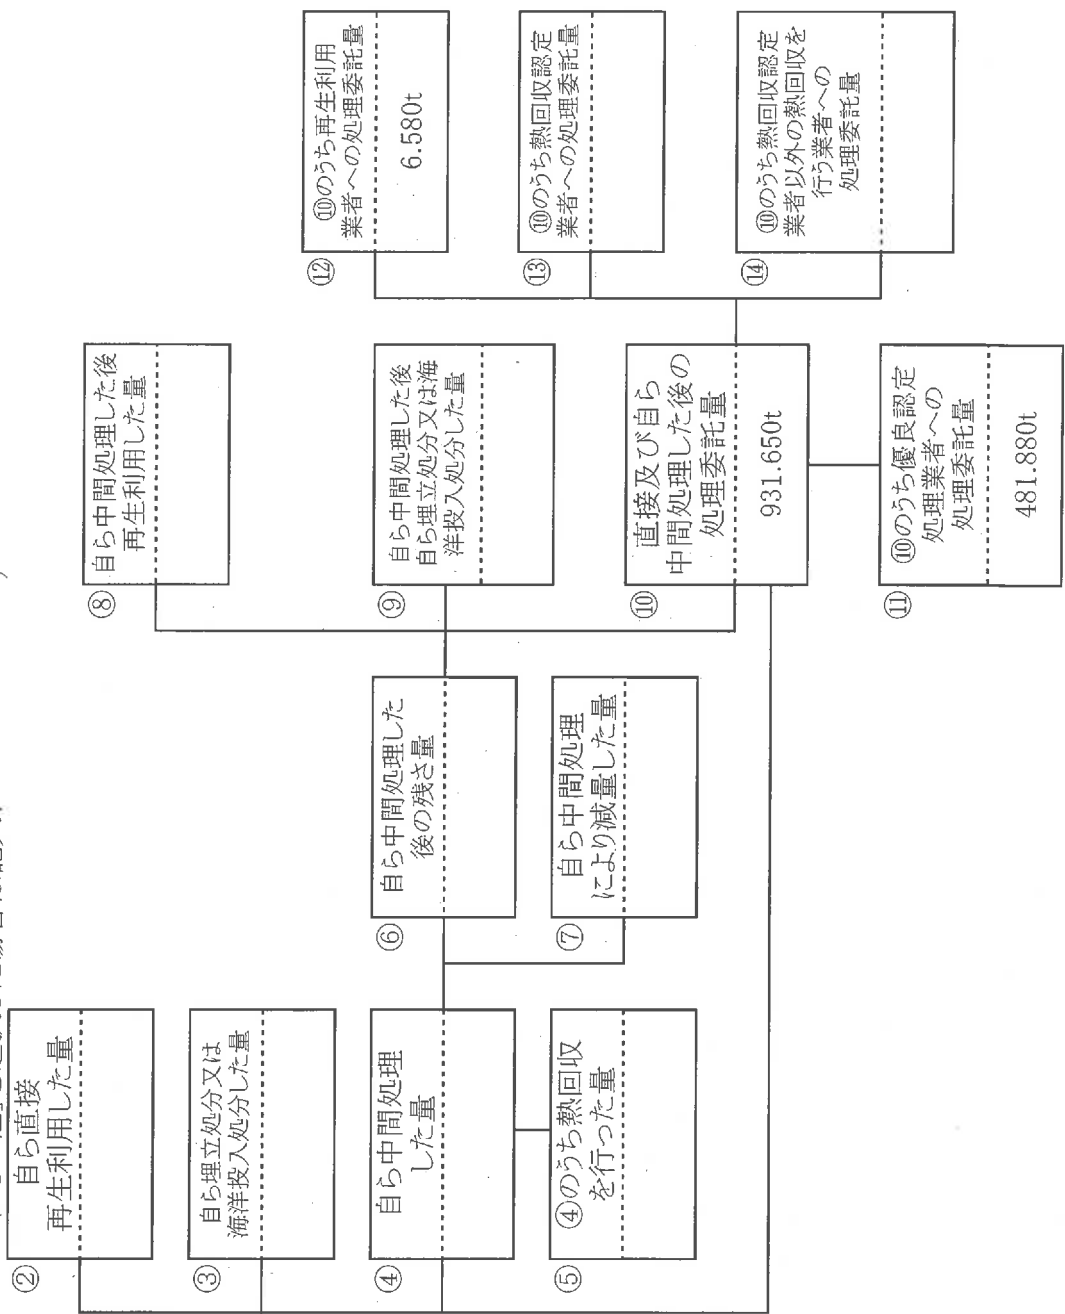 ②
自ら直接
再生利用した量
③
自ら埋立処分又は
海洋投入処分した量
④
自ら中間処理
した量
⑤
④のうち熱回収
を行った量
⑥
自ら中間処理した
後の残さ量
⑦
自ら中間処理
により減量した量
⑧
自ら中間処理した後
再生利用した量
⑨
自ら中間処理した後
自ら埋立処分又は海
洋投入処分した量
⑩
直接及び自ら
中間処理した後の
処理委託量
931.650t
⑪
⑩のうち優良認定
処理業者への
処理委託量
481.880t
⑫
⑩のうち再生利用
業者への処理委託量
6.580t
⑬
⑩のうち熱回収認定
業者への処理委託量
⑭
⑩のうち熱回収認定
業者以外の熱回収を
行う業者への
処理委託量